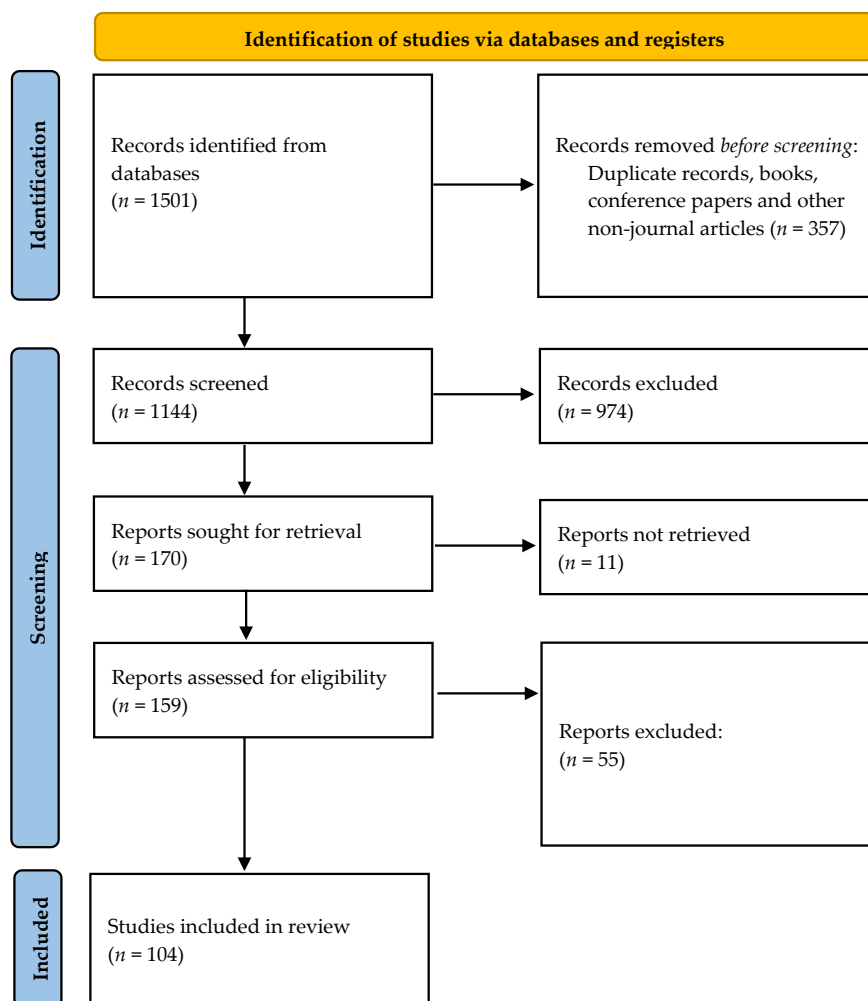 Identification of studies via databases and registers
Identification
Records identified from
databases
(n = 1501)
Records removed before screening:
Duplicate records, books,
conference papers and other
non-journal articles (n = 357)
Screening
Records screened
(n = 1144)
Records excluded
(n = 974)
Reports sought for retrieval
(n = 170)
Reports not retrieved
(n = 11)
Reports assessed for eligibility
(n = 159)
Reports excluded:
(n = 55)
Included
Studies included in review
(n = 104)